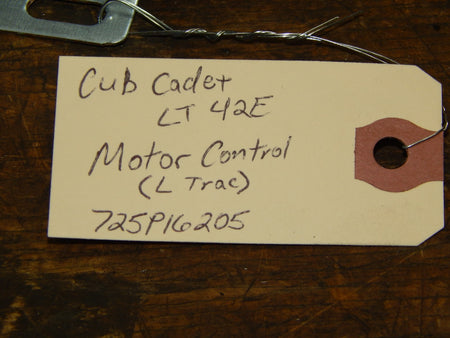 Cub Cadet
LT 42E
Motor Control
(L Trac)
725P16205